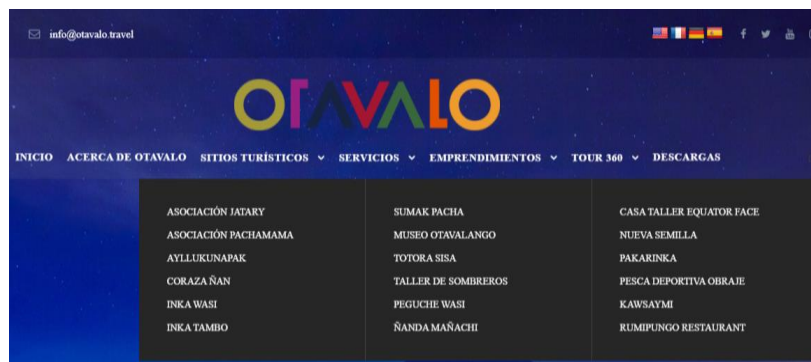 info@otavalo.travel
OTAVALO
INICIO ACERCA DE OTAVALO SITIOS TURÍSTICOS SERVICIOS EMPRENDIMIENTOS TOUR 360 DESCARGAS
ASOCIACIÓN JATARY SUMAK PACHA CASA TALLER EQUATOR FACE
ASOCIACIÓN PACHAMAMA MUSEO OTAVALANGO NUEVA SEMILLA
AYLLUKUNAPAK TOTORA SISA PAKARINKA
CORAZA ÑAN TALLER DE SOMBREROS PESCA DEPORTIVA OBRAJE
INKA WASI PEGUCHE WASI KAWSAYMI
INKA TAMBO ÑANDA MAÑACHI RUMIPUNGO RESTAURANT